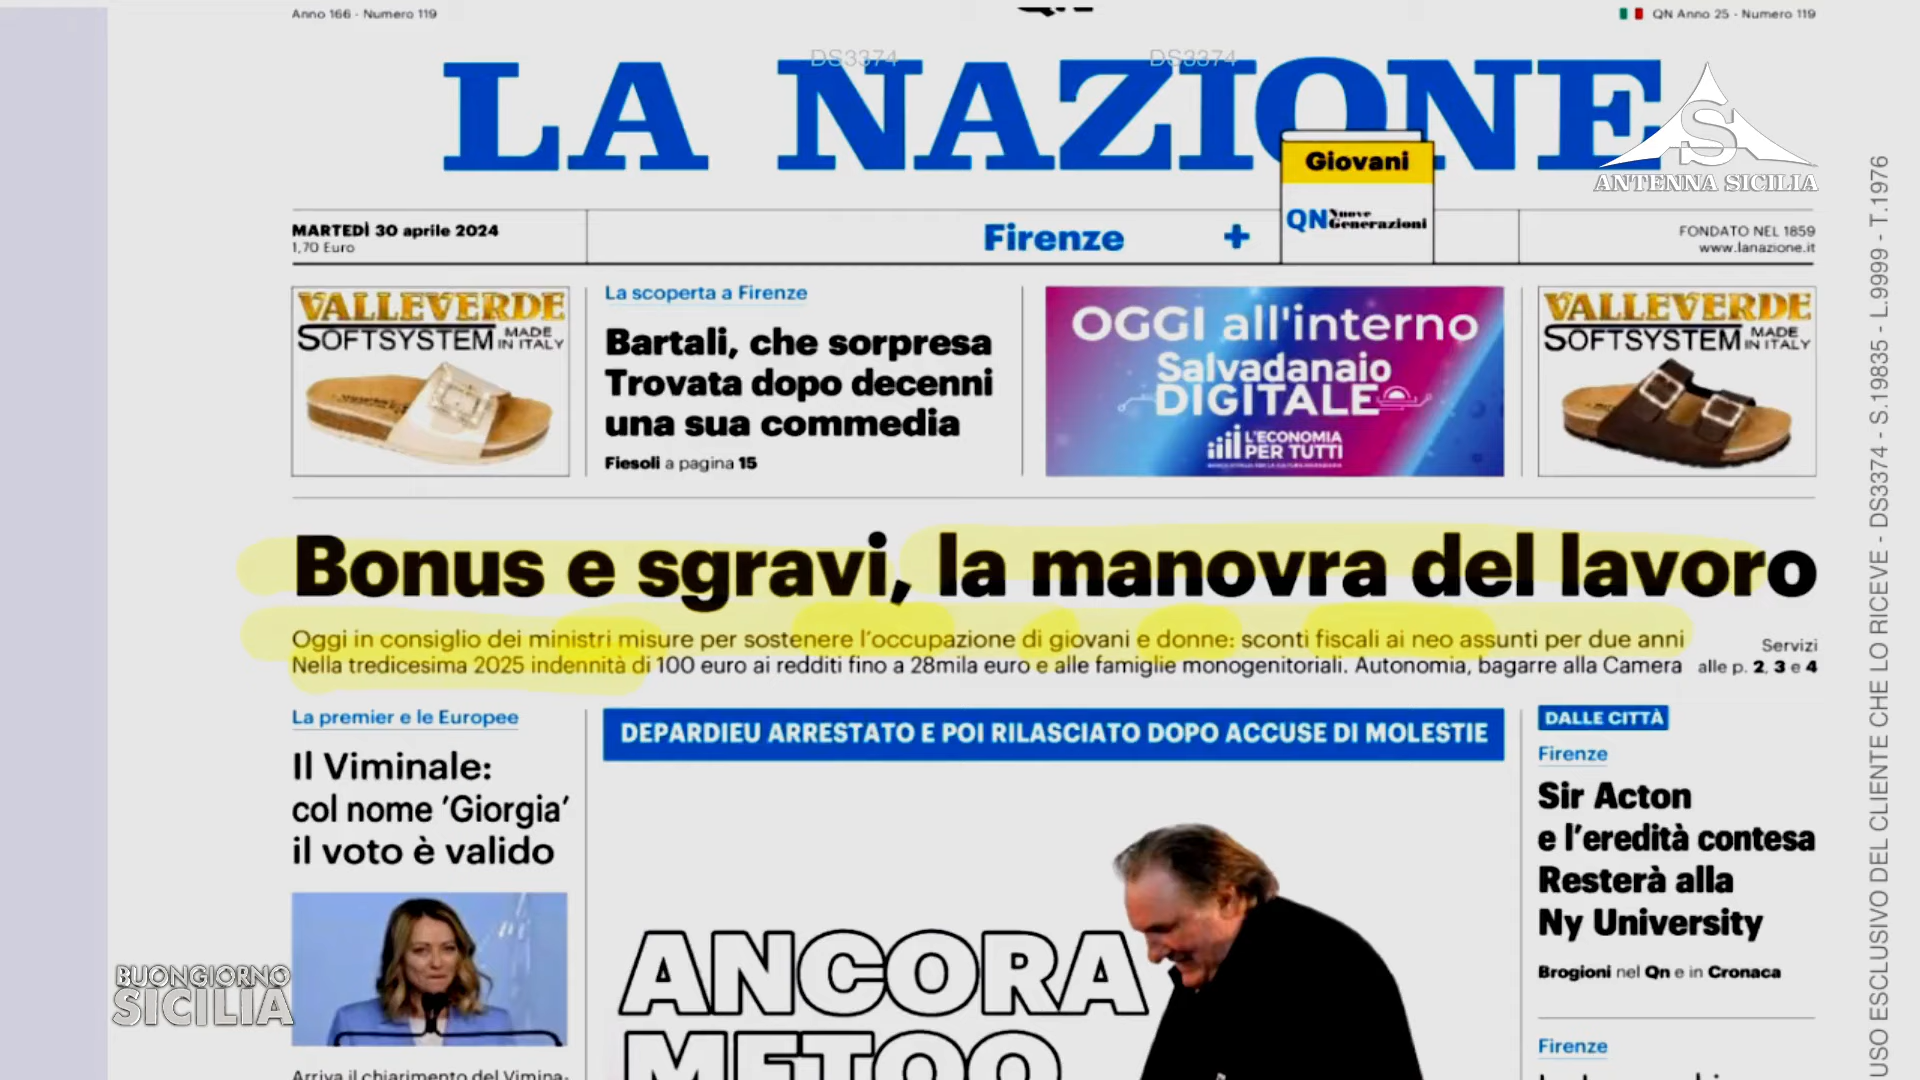 Anno 166 - Numero 119
QN Anno 25 - Numero 119
DS3374
DS3374
LA NAZIONE
ANTENNA SICILIA
Giovani
QN Nuove Generazioni
MARTEDÌ 30 aprile 2024
1,70 Euro
Firenze +
FONDATO NEL 1859
www.lanazione.it
VALLEVERDE
SOFTSYSTEM MADE IN ITALY
La scoperta a Firenze
Bartali, che sorpresa
Trovata dopo decenni
una sua commedia
Fiesoli a pagina 15
OGGI all'interno
Salvadanaio
DIGITALE
L'ECONOMIA
PER TUTTI
VALLEVERDE
SOFTSYSTEM MADE IN ITALY
Bonus e sgravi, la manovra del lavoro
Oggi in consiglio dei ministri misure per sostenere l'occupazione di giovani e donne: sconti fiscali ai neo assunti per due anni
Nella tredicesima 2025 indennità di 100 euro ai redditi fino a 28mila euro e alle famiglie monogenitoriali. Autonomia, bagarre alla Camera
Servizi
alle p. 2, 3 e 4
La premier e le Europee
Il Viminale:
col nome 'Giorgia'
il voto è valido
Arriva il chiarimento del Vimina-
DEPARDIEU ARRESTATO E POI RILASCIATO DOPO ACCUSE DI MOLESTIE
ANCORA
METOO
DALLE CITTÀ
Firenze
Sir Acton
e l'eredità contesa
Resterà alla
Ny University
Brogioni nel Qn e in Cronaca
Firenze
BUONGIORNO
SICILIA
USO ESCLUSIVO DEL CLIENTE CHE LO RICEVE - DS3374 - S.19835 - L.9999 - T.1976